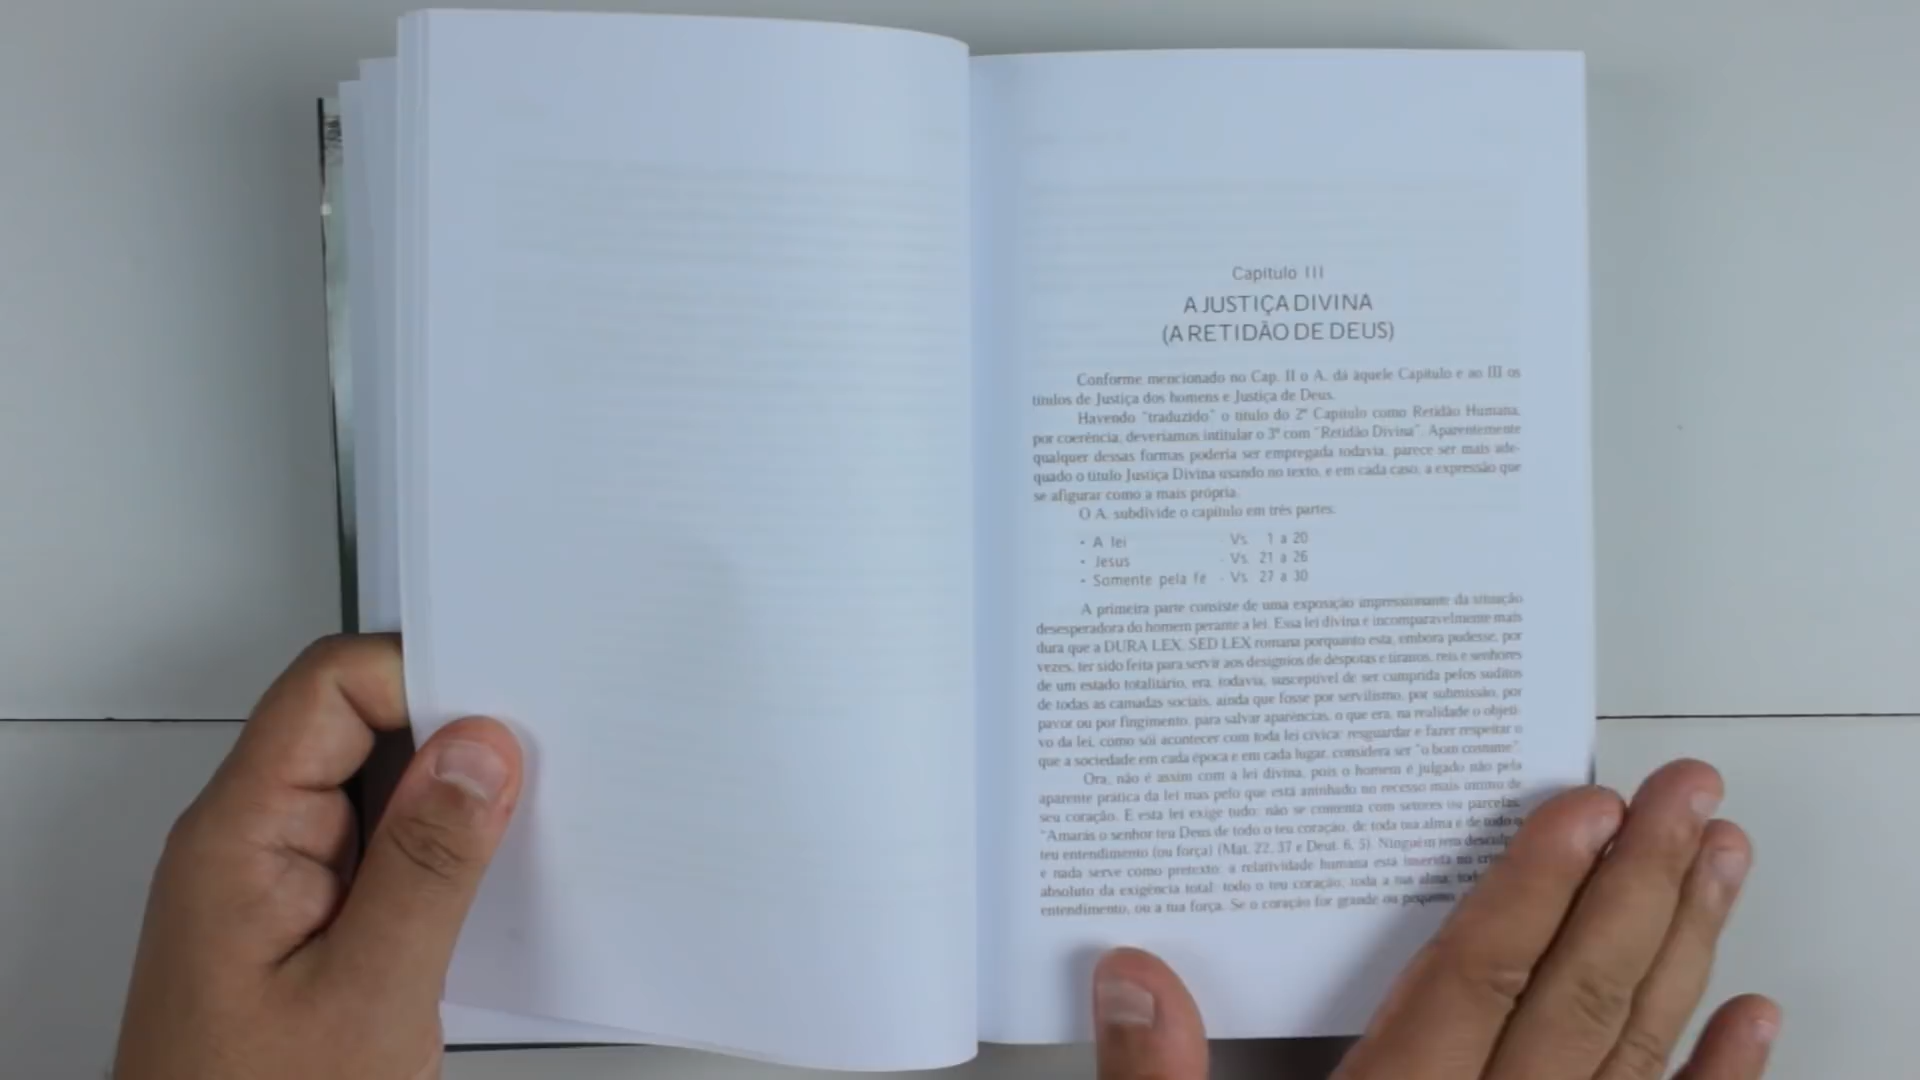 Capítulo III
A JUSTIÇA DIVINA
(A RETIDÃO DE DEUS)
Conforme mencionado no Cap. II o A. dá àquele Capítulo e ao III os
títulos de Justiça dos homens e Justiça de Deus.
Havendo "traduzido" o título do 2º Capítulo como Retidão Humana,
por coerência, deveríamos intitular o 3º com "Retidão Divina". Aparentemente
qualquer dessas formas poderia ser empregada todavia, parece ser mais ade-
quado o título Justiça Divina usando no texto, e em cada caso, a expressão que
se afigurar como a mais própria.
O A. subdivide o capítulo em três partes.
• A lei - Vs. 1 a 20
• Jesus - Vs. 21 a 26
• Somente pela fé - Vs. 27 a 30
A primeira parte consiste de uma exposição impressionante da situação
desesperadora do homem perante a lei. Essa lei divina é incomparavelmente mais
dura que a DURA LEX, SED LEX romana porquanto esta, embora pudesse, por
vezes, ter sido feita para servir aos desígnios de déspotas e tiranos, reis e senhores
de um estado totalitário, era, todavia, susceptível de ser cumprida pelos súditos
de todas as camadas sociais, ainda que fosse por servilismo, por submissão, por
pavor ou por fingimento, para salvar aparências, o que era, na realidade o objeti-
vo da lei, como sói acontecer com toda lei cívica: resguardar e fazer respeitar o
que a sociedade em cada época e em cada lugar, considera ser "o bom costume".
Ora, não é assim com a lei divina, pois o homem é julgado não pela
aparente prática da lei mas pelo que está aninhado no recesso mais íntimo de
seu coração. E esta lei exige tudo; não se contenta com setores ou parcelas:
"Amarás o senhor teu Deus de todo o teu coração, de toda tua alma e de todo o
teu entendimento (ou força) (Mat. 22, 37 e Deut. 6, 5). Ninguém tem
e nada serve como pretexto: a relatividade humana está inserida no
absoluto da exigência total: todo o teu coração, toda a tua alma,
entendimento, ou a tua força. Se o coração for grande ou pequeno,